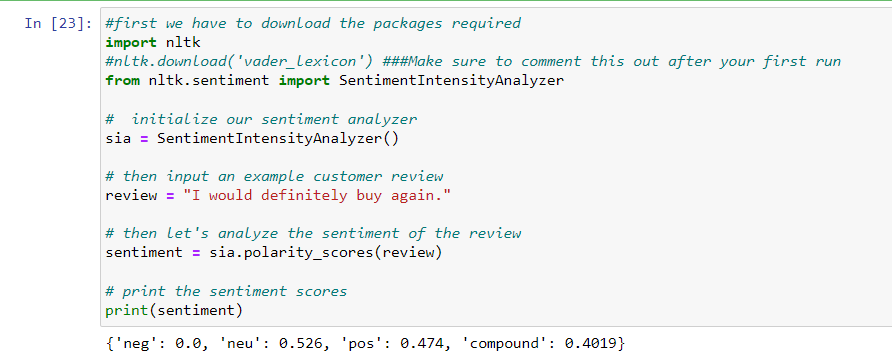 In [23]: #first we have to download the packages required
import nltk
#nltk.download('vader_lexicon') ###Make sure to comment this out after your first run
from nltk.sentiment import SentimentIntensityAnalyzer
#  initialize our sentiment analyzer
sia = SentimentIntensityAnalyzer()
# then input an example customer review
review = "I would definitely buy again."
# then let's analyze the sentiment of the review
sentiment = sia.polarity_scores(review)
# print the sentiment scores
print(sentiment)
{'neg': 0.0, 'neu': 0.526, 'pos': 0.474, 'compound': 0.4019}